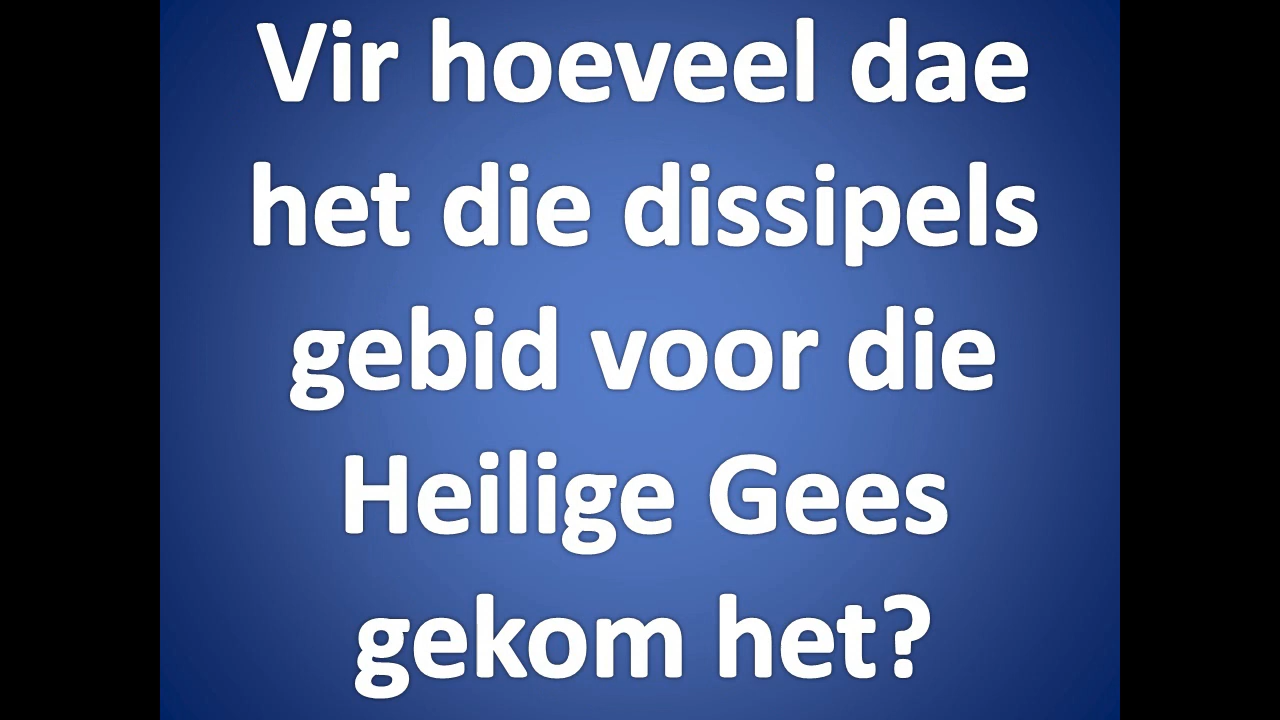 Vir hoeveel dae
het die dissipels
gebid voor die
Heilige Gees
gekom het?